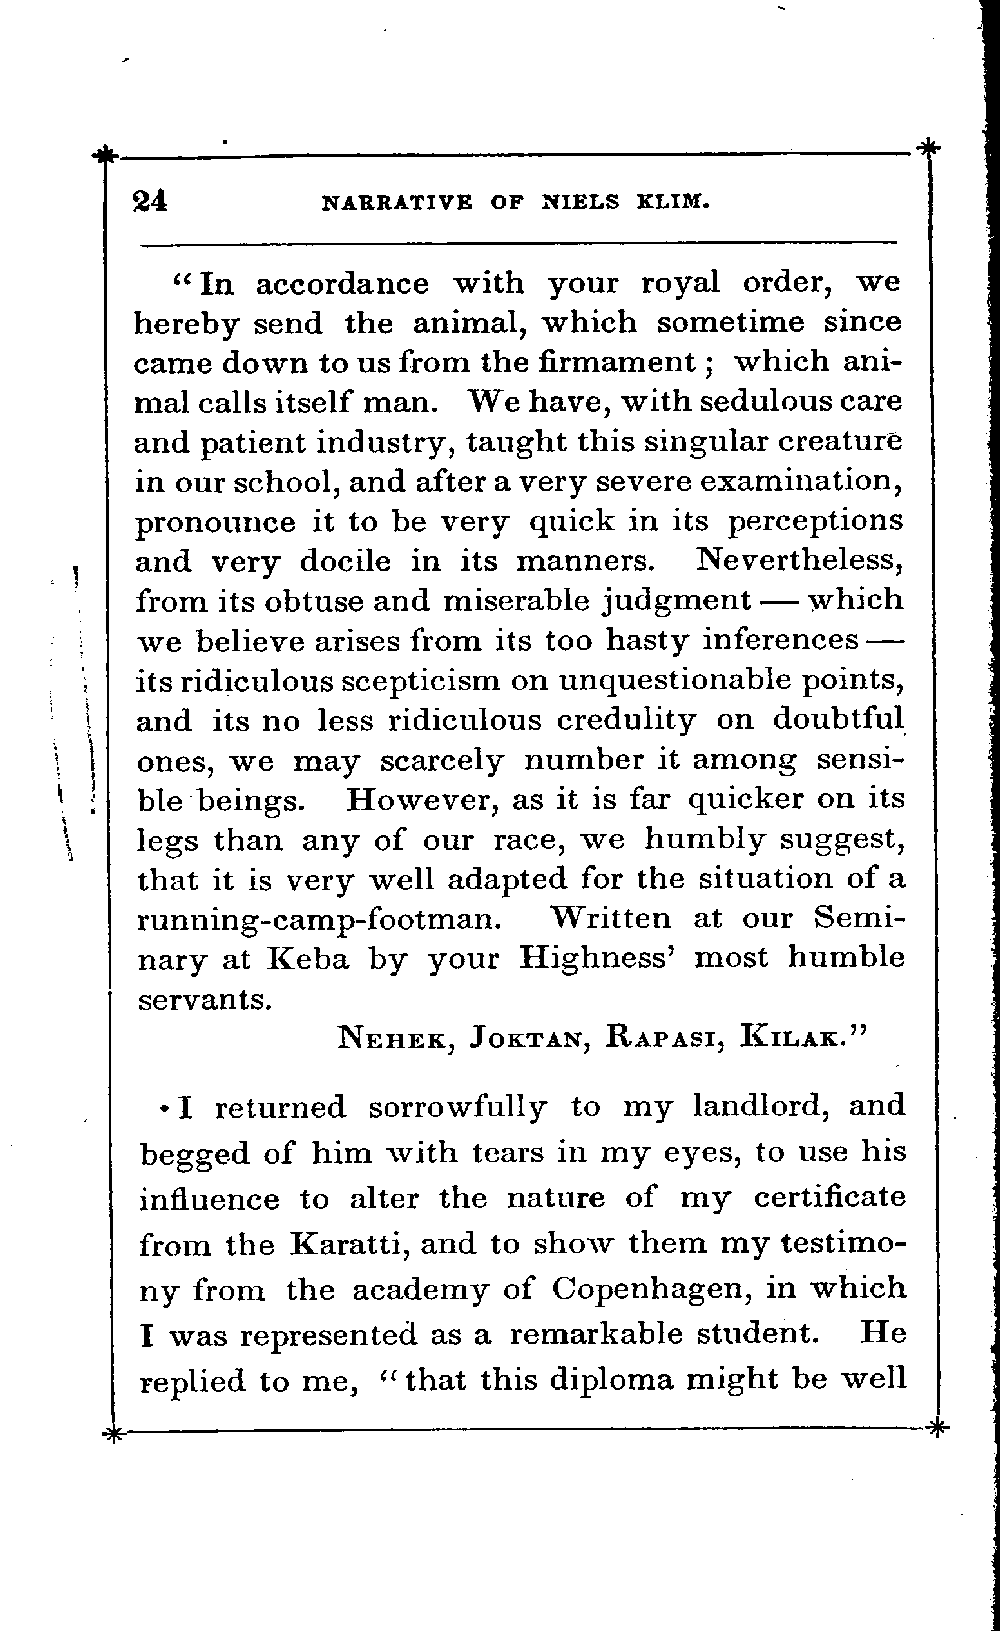 24 NARRATIVE OF NIELS KLIM.
“In accordance with your royal order, we
hereby send the animal, which sometime since
came down to us from the firmament; which ani-
mal calls itself man. We have, with sedulous care
and patient industry, taught this singular creature
in our school, and after a very severe examination,
pronounce it to be very quick in its perceptions
and very docile in its manners. Nevertheless,
from its obtuse and miserable judgment — which
we believe arises from its too hasty inferences —
its ridiculous scepticism on unquestionable points,
and its no less ridiculous credulity on doubtful
ones, we may scarcely number it among sensi-
ble beings. However, as it is far quicker on its
legs than any of our race, we humbly suggest,
that it is very well adapted for the situation of a
running-camp-footman. Written at our Semi-
nary at Keba by your Highness’ most humble
servants.
NEHEK, JOKTAN, RAPASI, KILAK.”
I returned sorrowfully to my landlord, and
begged of him with tears in my eyes, to use his
influence to alter the nature of my certificate
from the Karatti, and to show them my testimo-
ny from the academy of Copenhagen, in which
I was represented as a remarkable student. He
replied to me, “that this diploma might be well